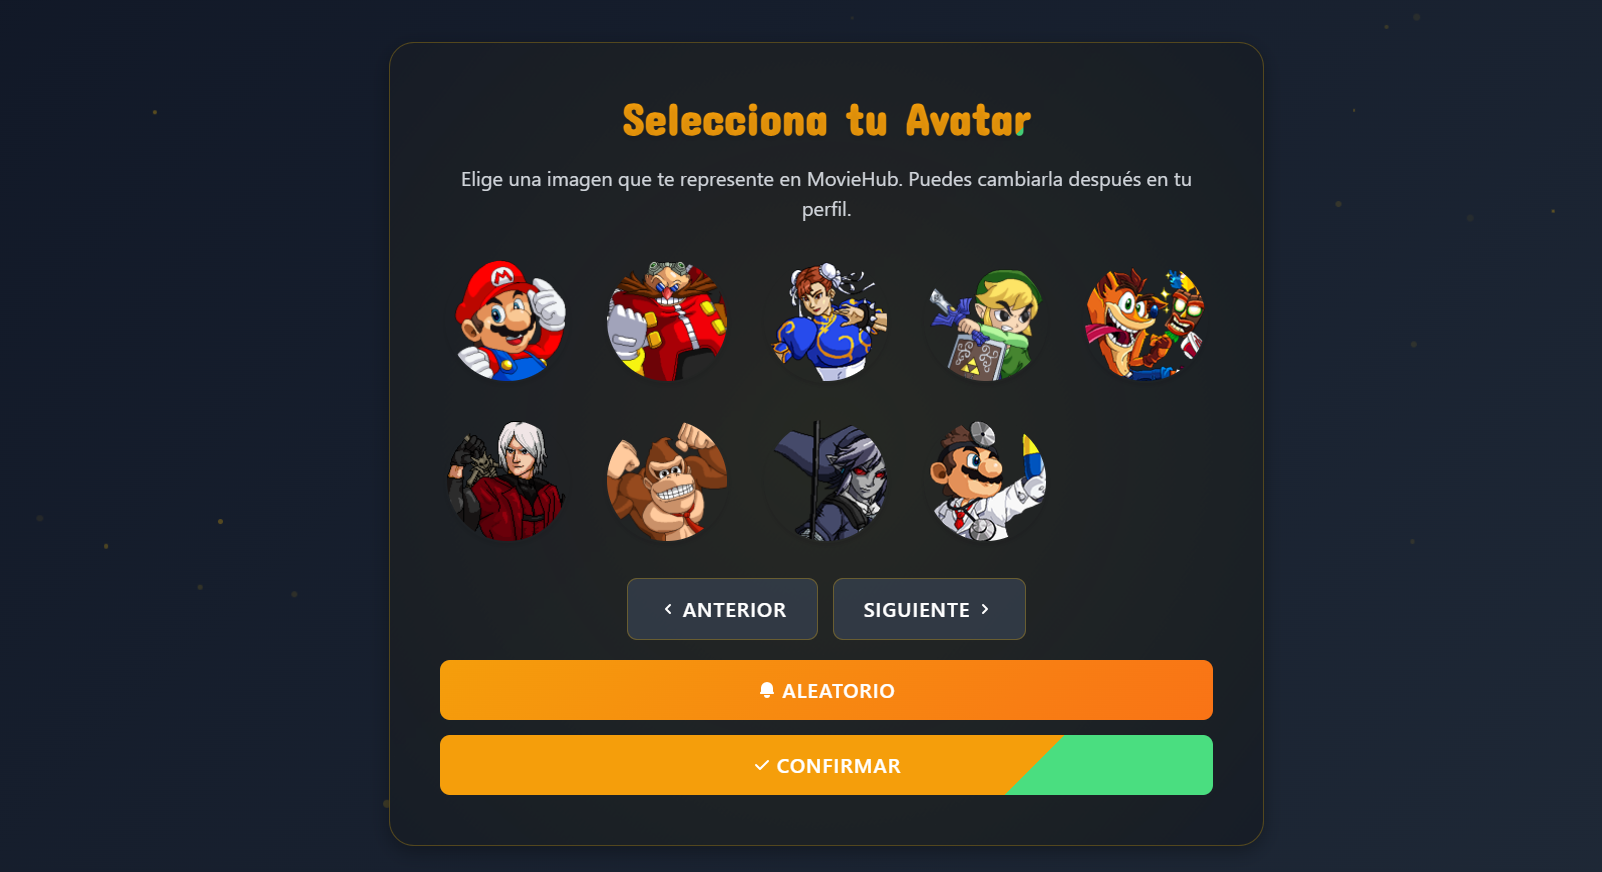 Selecciona tu Avatar
Elige una imagen que te represente en MovieHub. Puedes cambiarla después en tu
perfil.
M
ANTERIOR
SIGUIENTE
ALEATORIO
CONFIRMAR